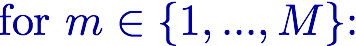 for m ∈ {1, ..., M}: